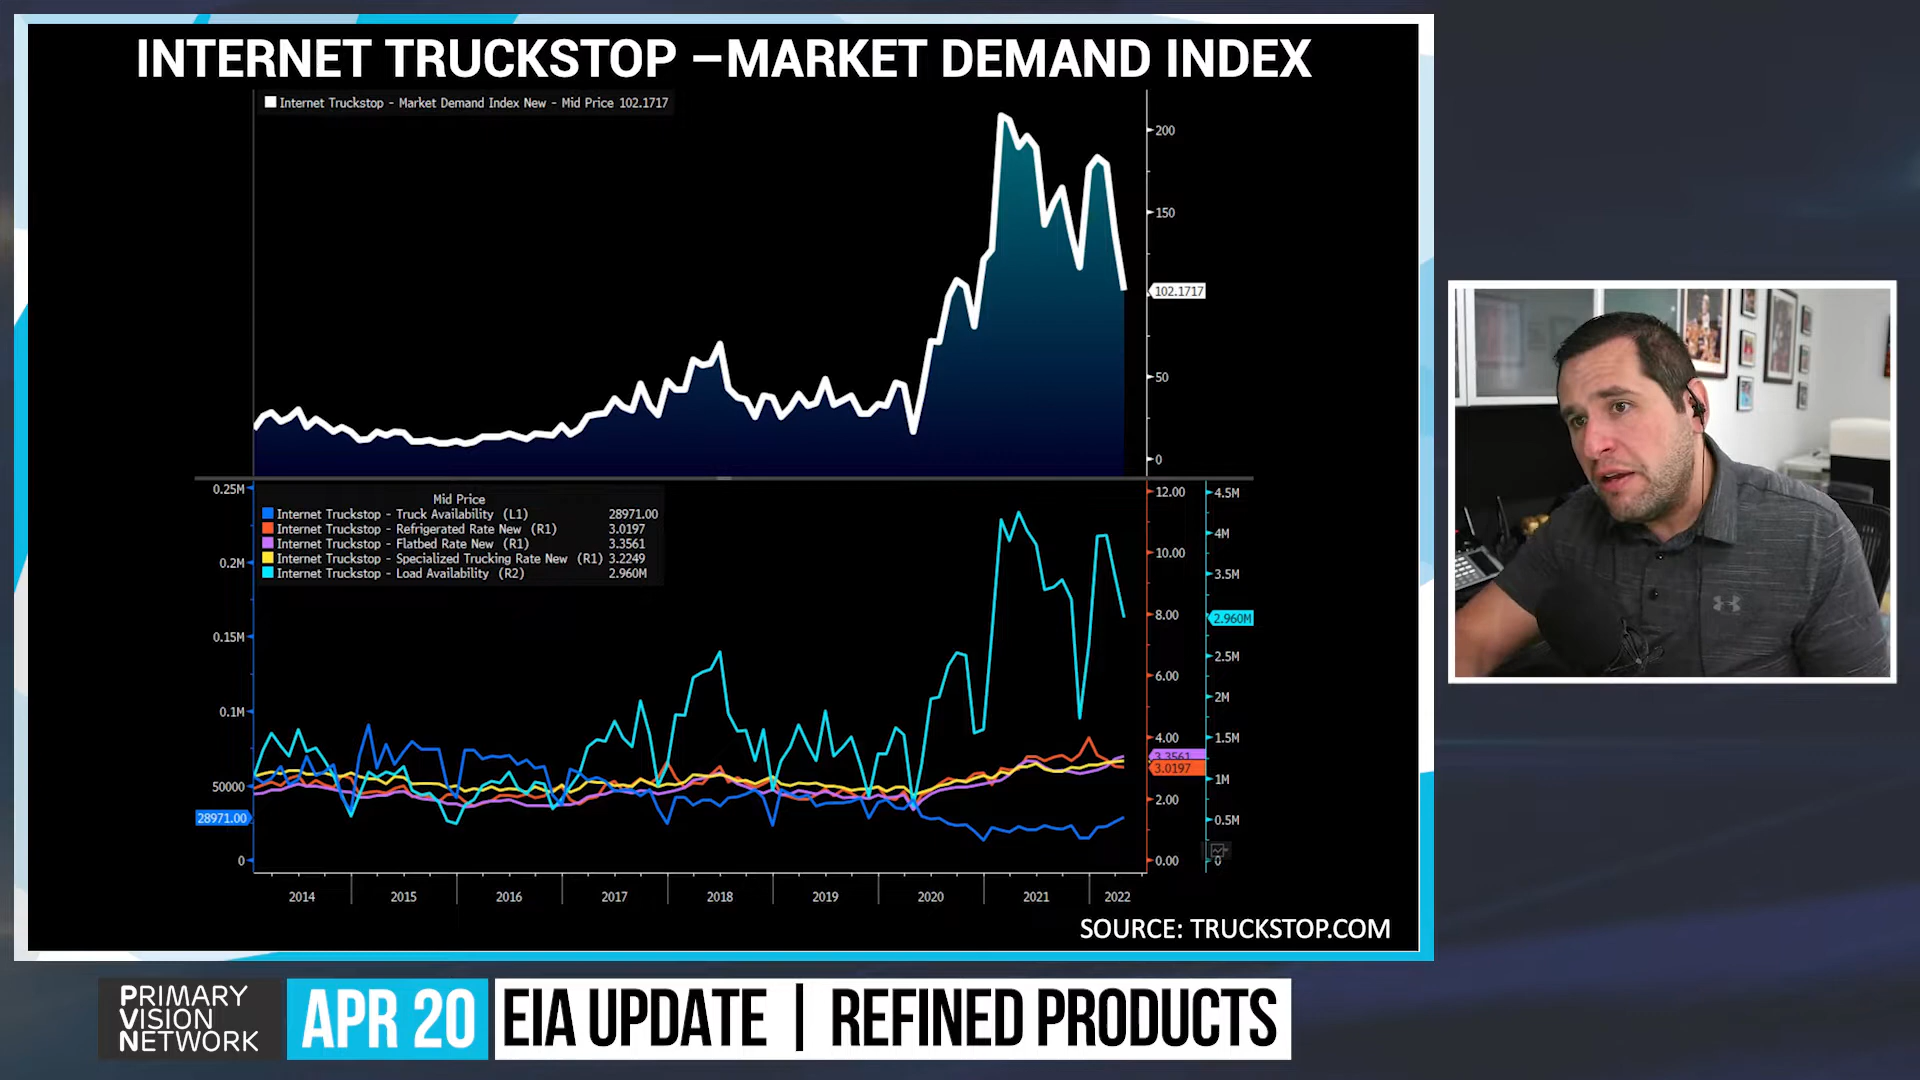 INTERNET TRUCKSTOP –MARKET DEMAND INDEX
Internet Truckstop - Market Demand Index New - Mid Price 102.1717
200
150
102.1717
50
0
Mid Price
Internet Truckstop - Truck Availability (L1) 28971.00
Internet Truckstop - Refrigerated Rate New (R1) 3.0197
Internet Truckstop - Flatbed Rate New (R1) 3.3561
Internet Truckstop - Specialized Trucking Rate New (R1) 3.2249
Internet Truckstop - Load Availability (R2) 2.960M
0.25M
0.2M
0.15M
0.1M
50000
28971.00
0
12.00
10.00
8.00
6.00
4.00
3.3561
3.0197
2.00
0.00
4.5M
4M
3.5M
2.960M
2.5M
2M
1.5M
1M
0.5M
0
2014 2015 2016 2017 2018 2019 2020 2021 2022
SOURCE: TRUCKSTOP.COM
PRIMARY
VISION
NETWORK
APR 20
EIA UPDATE | REFINED PRODUCTS